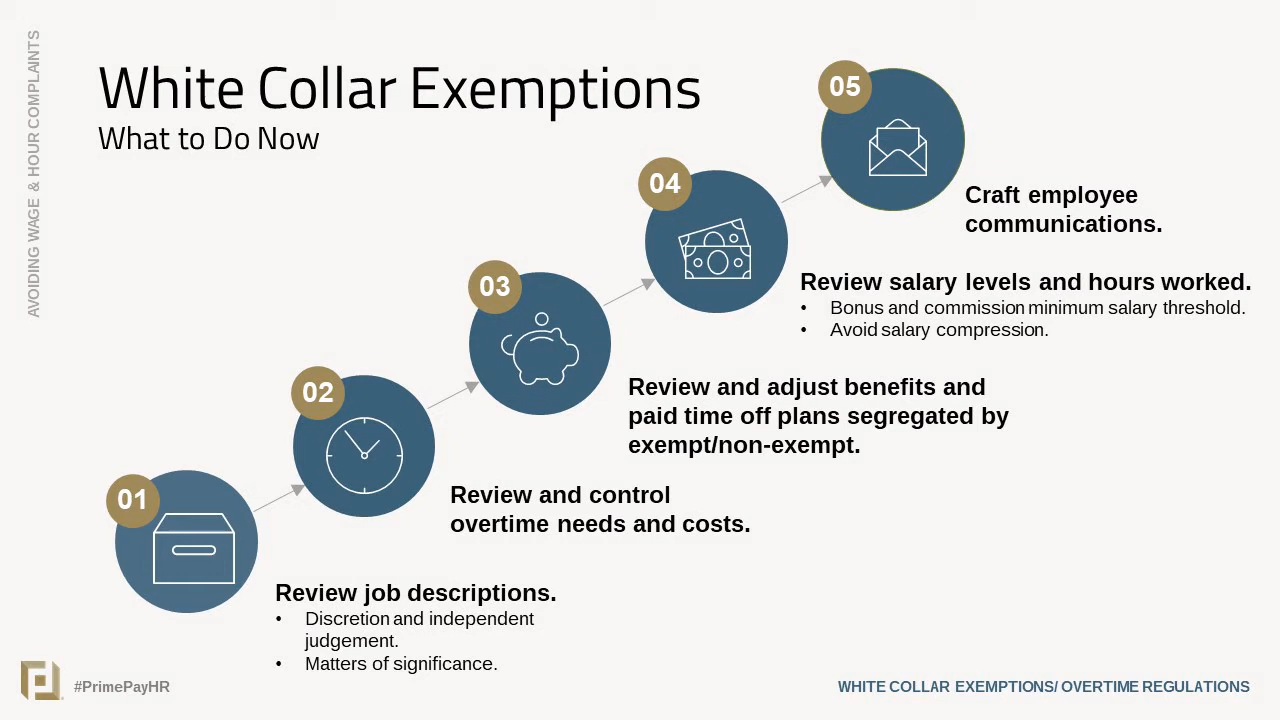 AVOIDING WAGE & HOUR COMPLAINTS
White Collar Exemptions
What to Do Now
05
Craft employee
communications.
04
Review salary levels and hours worked.
• Bonus and commission minimum salary threshold.
• Avoid salary compression.
03
Review and adjust benefits and
paid time off plans segregated by
exempt/non-exempt.
02
Review and control
overtime needs and costs.
01
Review job descriptions.
• Discretion and independent
judgement.
• Matters of significance.
#PrimePayHR
WHITE COLLAR EXEMPTIONS/ OVERTIME REGULATIONS